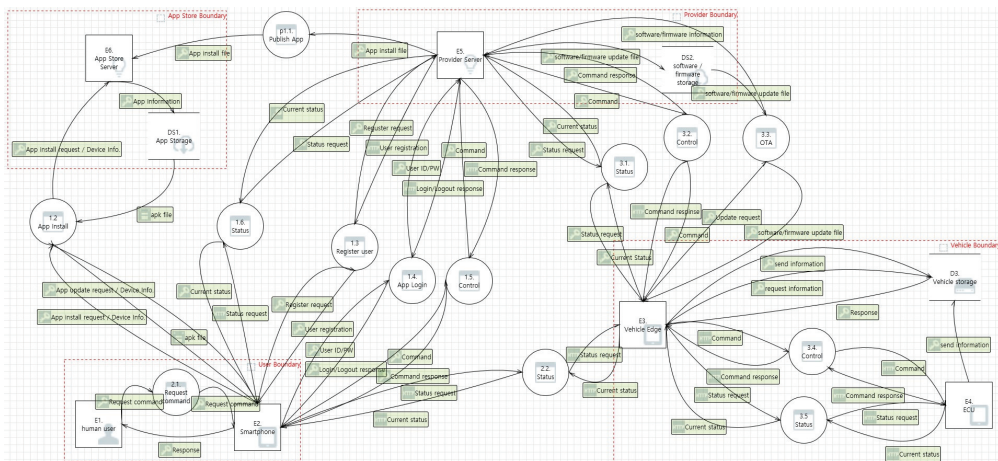 App Store Boundary
Provider Boundary
p1.1.
Publish App
software/firmware information
E6.
App Store
Server
App install file
App install file
E5.
Provider Server
software/firmware update file
DS2.
software /
firmware
storage
Command response
software/firmware update file
Command
App information
Current status
Register request
Current status
DS1.
App Storage
Status request
User registration
Command
Status request
3.2.
Control
3.3.
OTA
App install request / Device Info.
User ID/PW
Command response
3.1.
Status
Login/Logout response
apk file
1.2
App Install
1.6.
Status
Command response
Update request
Status request
Command
software/firmware update file
1.3
Register user
Current Status
Vehicle Boundary
send information
1.4.
App Login
1.5.
Control
D3.
Vehicle storage
request information
App update request / Device Info.
Current status
Register request
Response
App install request / Device Info.
Status request
E3.
Vehicle Edge
apk file
User registration
Command
send information
User ID/PW
Status request
3.4.
Control
User Boundary
Login/Logout response
Command
Command response
2.2.
Status
Command
2.1.
Request
command
Command response
Status request
Current status
Command response
Request command
Request command
Status request
E4.
ECU
E1.
human user
E2.
Smartphone
Current status
3.5
Status
Status request
Current status
Response
Current status